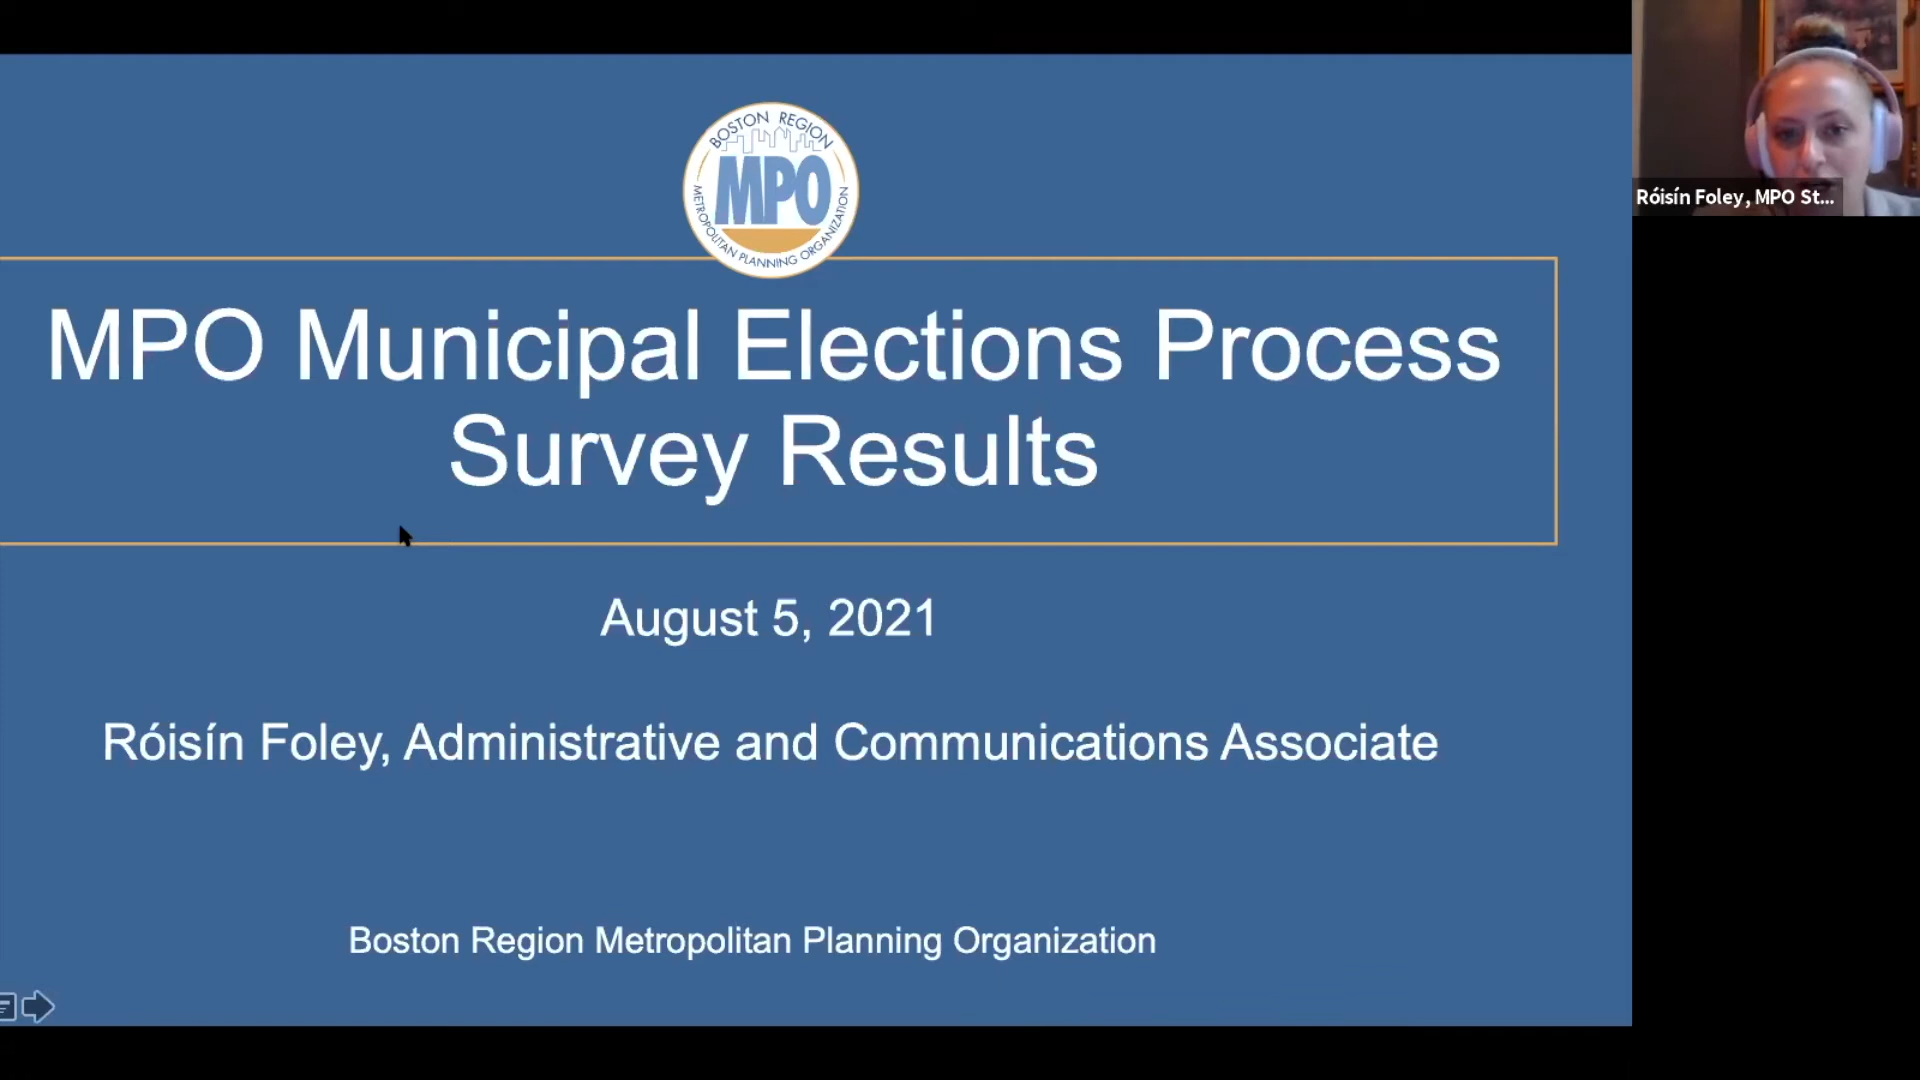 BOSTON REGION
MPO
METROPOLITAN PLANNING ORGANIZATION
Róisín Foley, MPO St...
MPO Municipal Elections Process
Survey Results
August 5, 2021
Róisín Foley, Administrative and Communications Associate
Boston Region Metropolitan Planning Organization